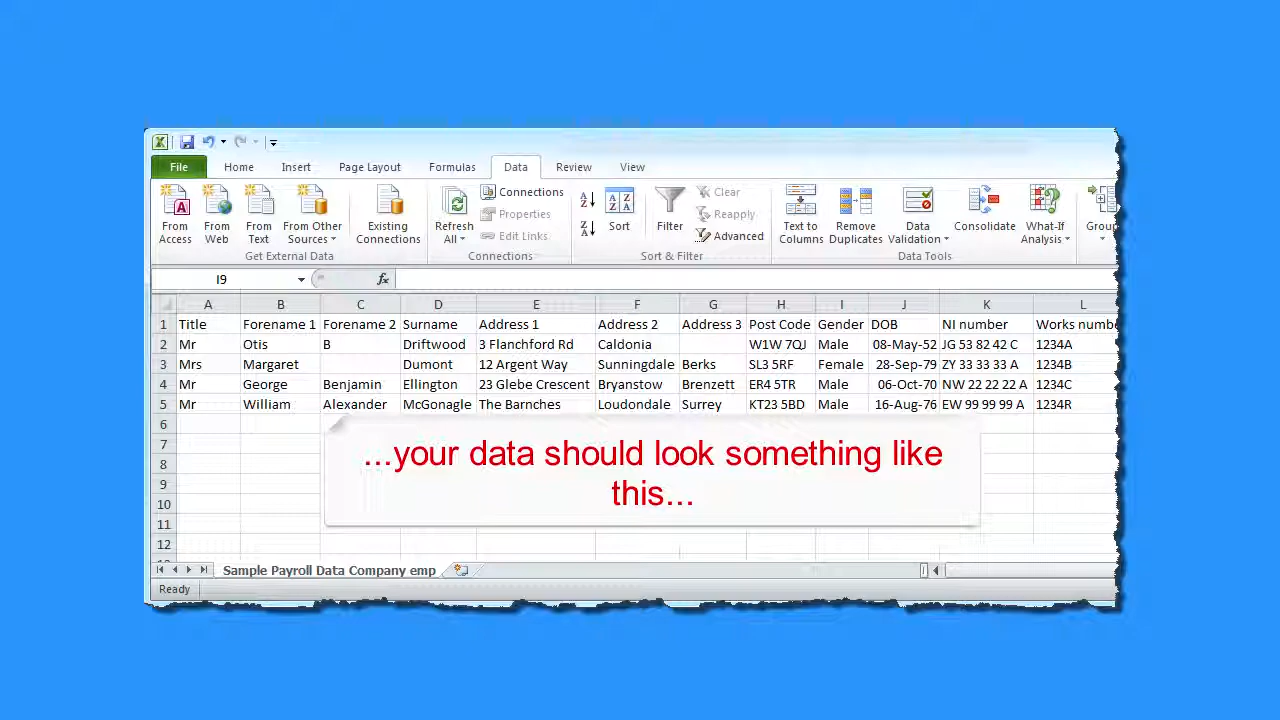 File Home Insert Page Layout Formulas Data Review View
Connections Clear
Properties Reapply
From Access From Web From Text From Other Sources Existing Connections Refresh All Edit Links Sort Filter Advanced Text to Columns Remove Duplicates Data Validation Consolidate What-If Analysis
Get External Data Connections Sort & Filter Data Tools
I9 fx
A B C D E F G H I J K L
1 Title Forename 1 Forename 2 Surname Address 1 Address 2 Address 3 Post Code Gender DOB NI number Works numbe
2 Mr Otis B Driftwood 3 Flanchford Rd Caldonia W1W 7QJ Male 08-May-52 JG 53 82 42 C 1234A
3 Mrs Margaret Dumont 12 Argent Way Sunningdale Berks SL3 5RF Female 28-Sep-79 ZY 33 33 33 A 1234B
4 Mr George Benjamin Ellington 23 Glebe Crescent Bryanstow Brenzett ER4 5TR Male 06-Oct-70 NW 22 22 22 A 1234C
5 Mr William Alexander McGonagle The Barnches Loudondale Surrey KT23 5BD Male 16-Aug-76 EW 99 99 99 A 1234R
6
7
8
9
10
11
12
...your data should look something like
this...
Sample Payroll Data Company emp
Ready